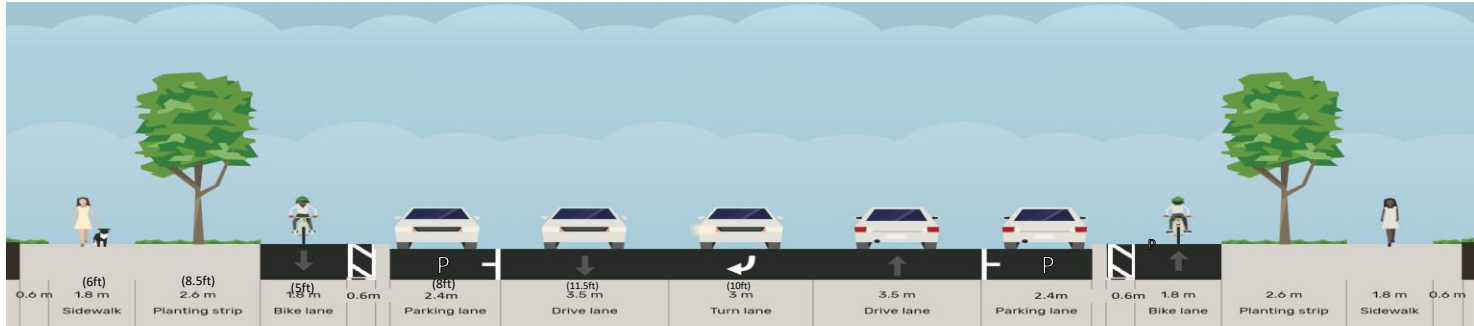 P
P
P
(6ft) (8.5ft) (5ft) (8ft) (11.5ft) (10ft)
0.6 m 1.8 m 2.6 m 1.8 m 0.6m 2.4m 3.5 m 3 m 3.5 m 2.4m 0.6m 1.8 m 2.6 m 1.8 m 0.6 m
Sidewalk Planting strip Bike lane Parking lane Drive lane Turn lane Drive lane Parking lane Bike lane Planting strip Sidewalk